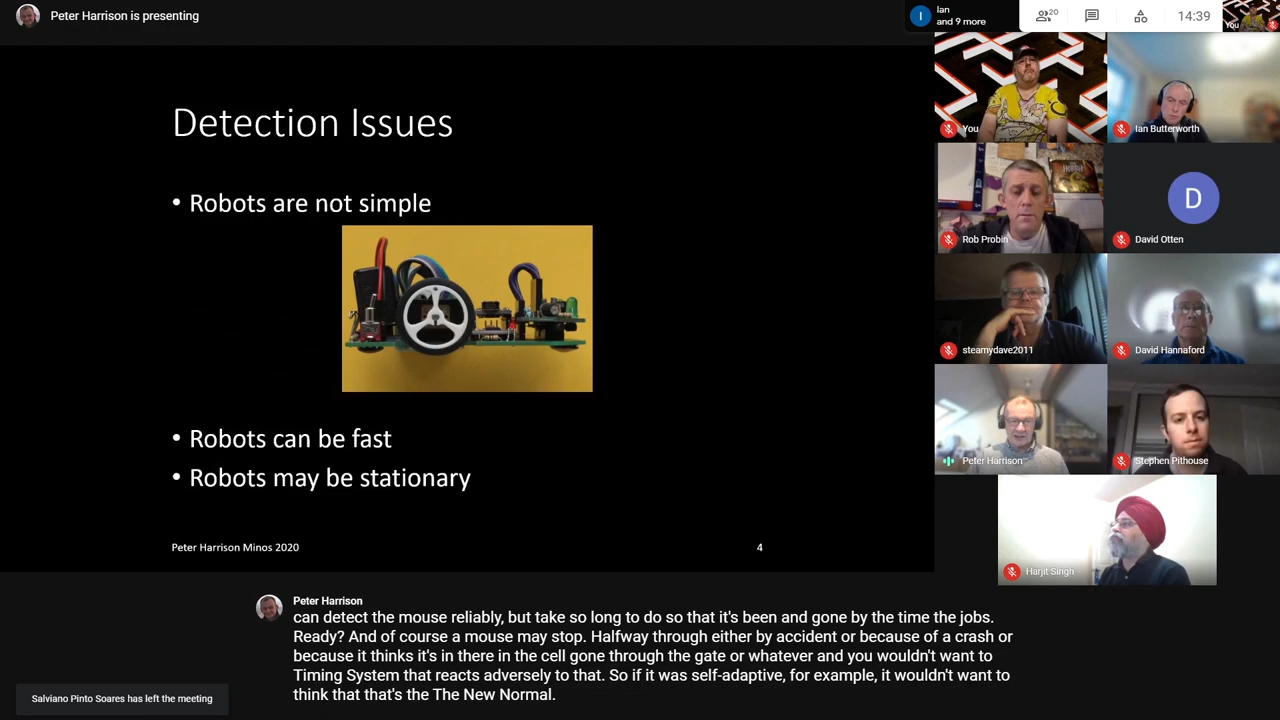 Peter Harrison is presenting
Ian
and 9 more
20
14:39
You
Detection Issues
• Robots are not simple
• Robots can be fast
• Robots may be stationary
Peter Harrison Minos 2020
4
You
Ian Butterworth
Rob Probin
D
David Otten
steamydave2011
David Hannaford
Peter Harrison
Stephen Pithouse
Harjit Singh
Peter Harrison
can detect the mouse reliably, but take so long to do so that it's been and gone by the time the jobs.
Ready? And of course a mouse may stop. Halfway through either by accident or because of a crash or
because it thinks it's in there in the cell gone through the gate or whatever and you wouldn't want to
Timing System that reacts adversely to that. So if it was self-adaptive, for example, it wouldn't want to
think that that's the The New Normal.
Salviano Pinto Soares has left the meeting